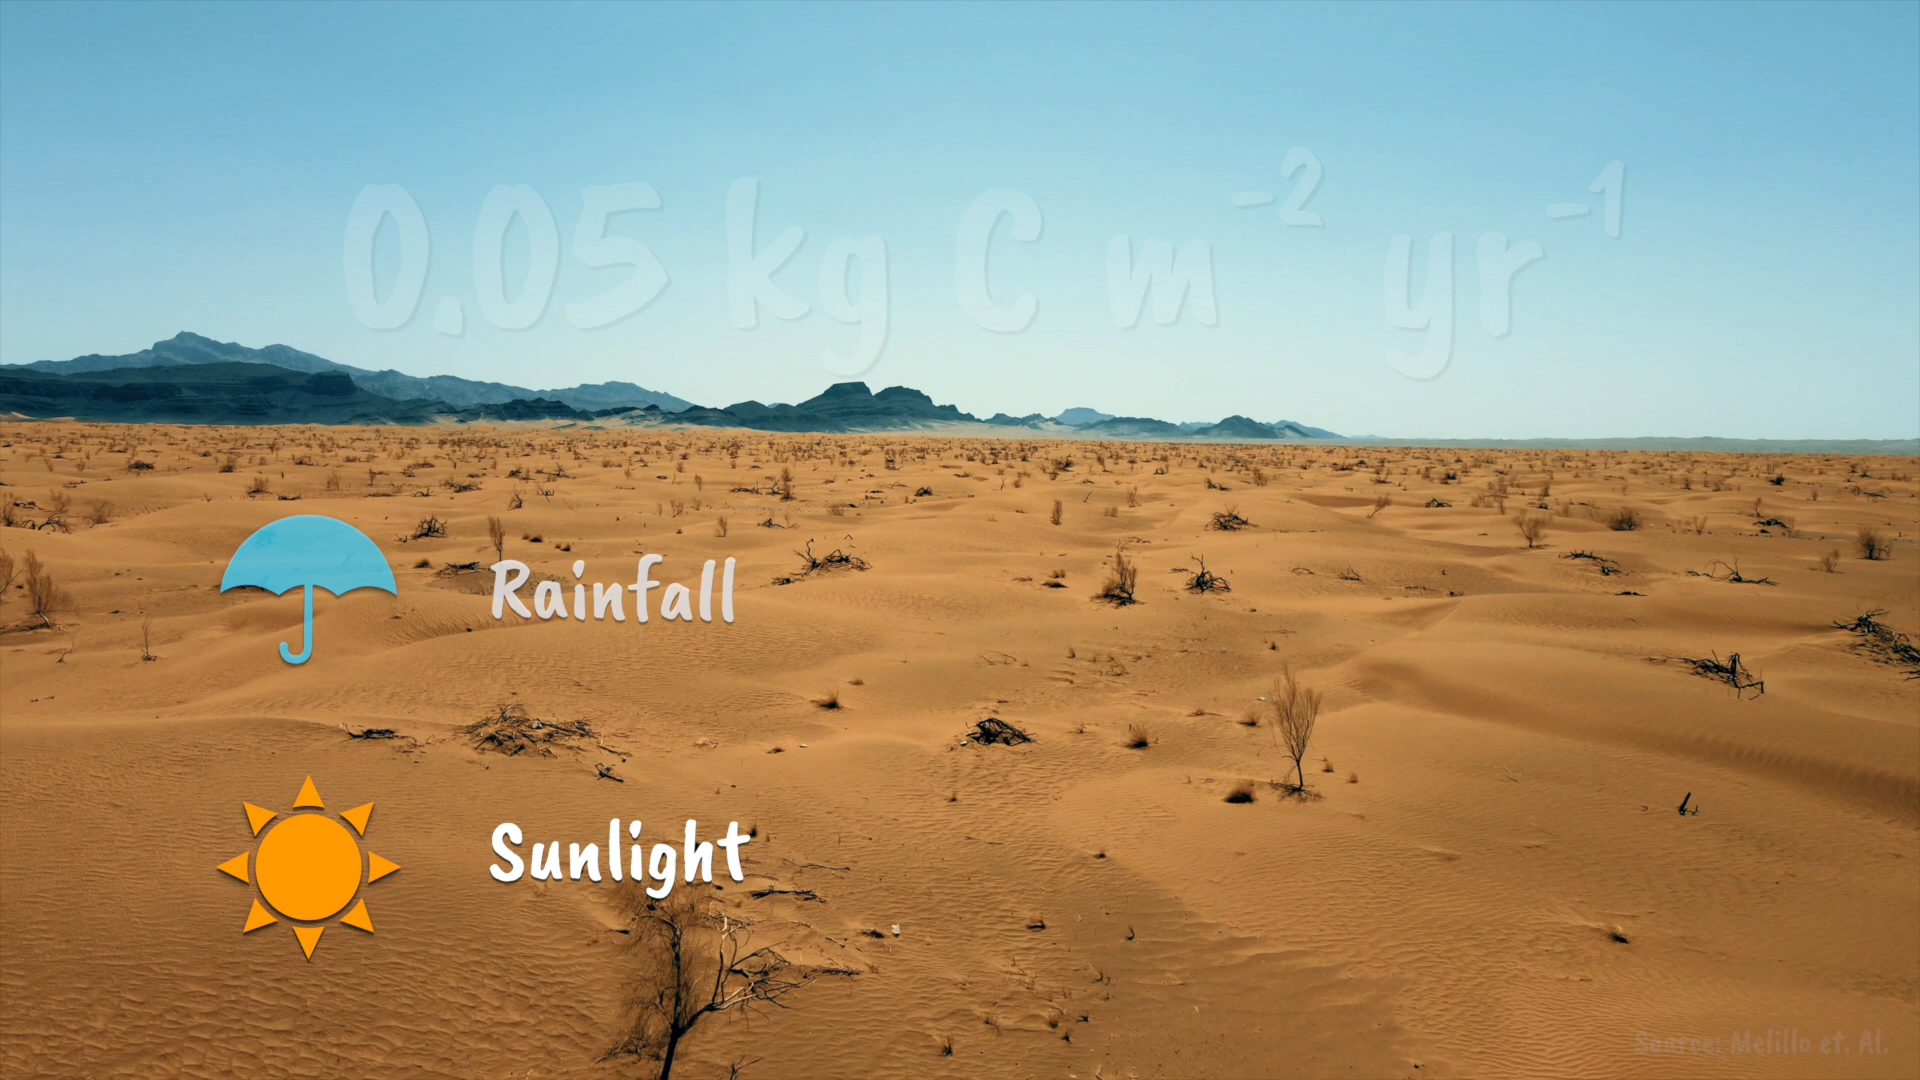 0.05 kg C m⁻² yr⁻¹
Rainfall
Sunlight
Source: Melillo et. Al.